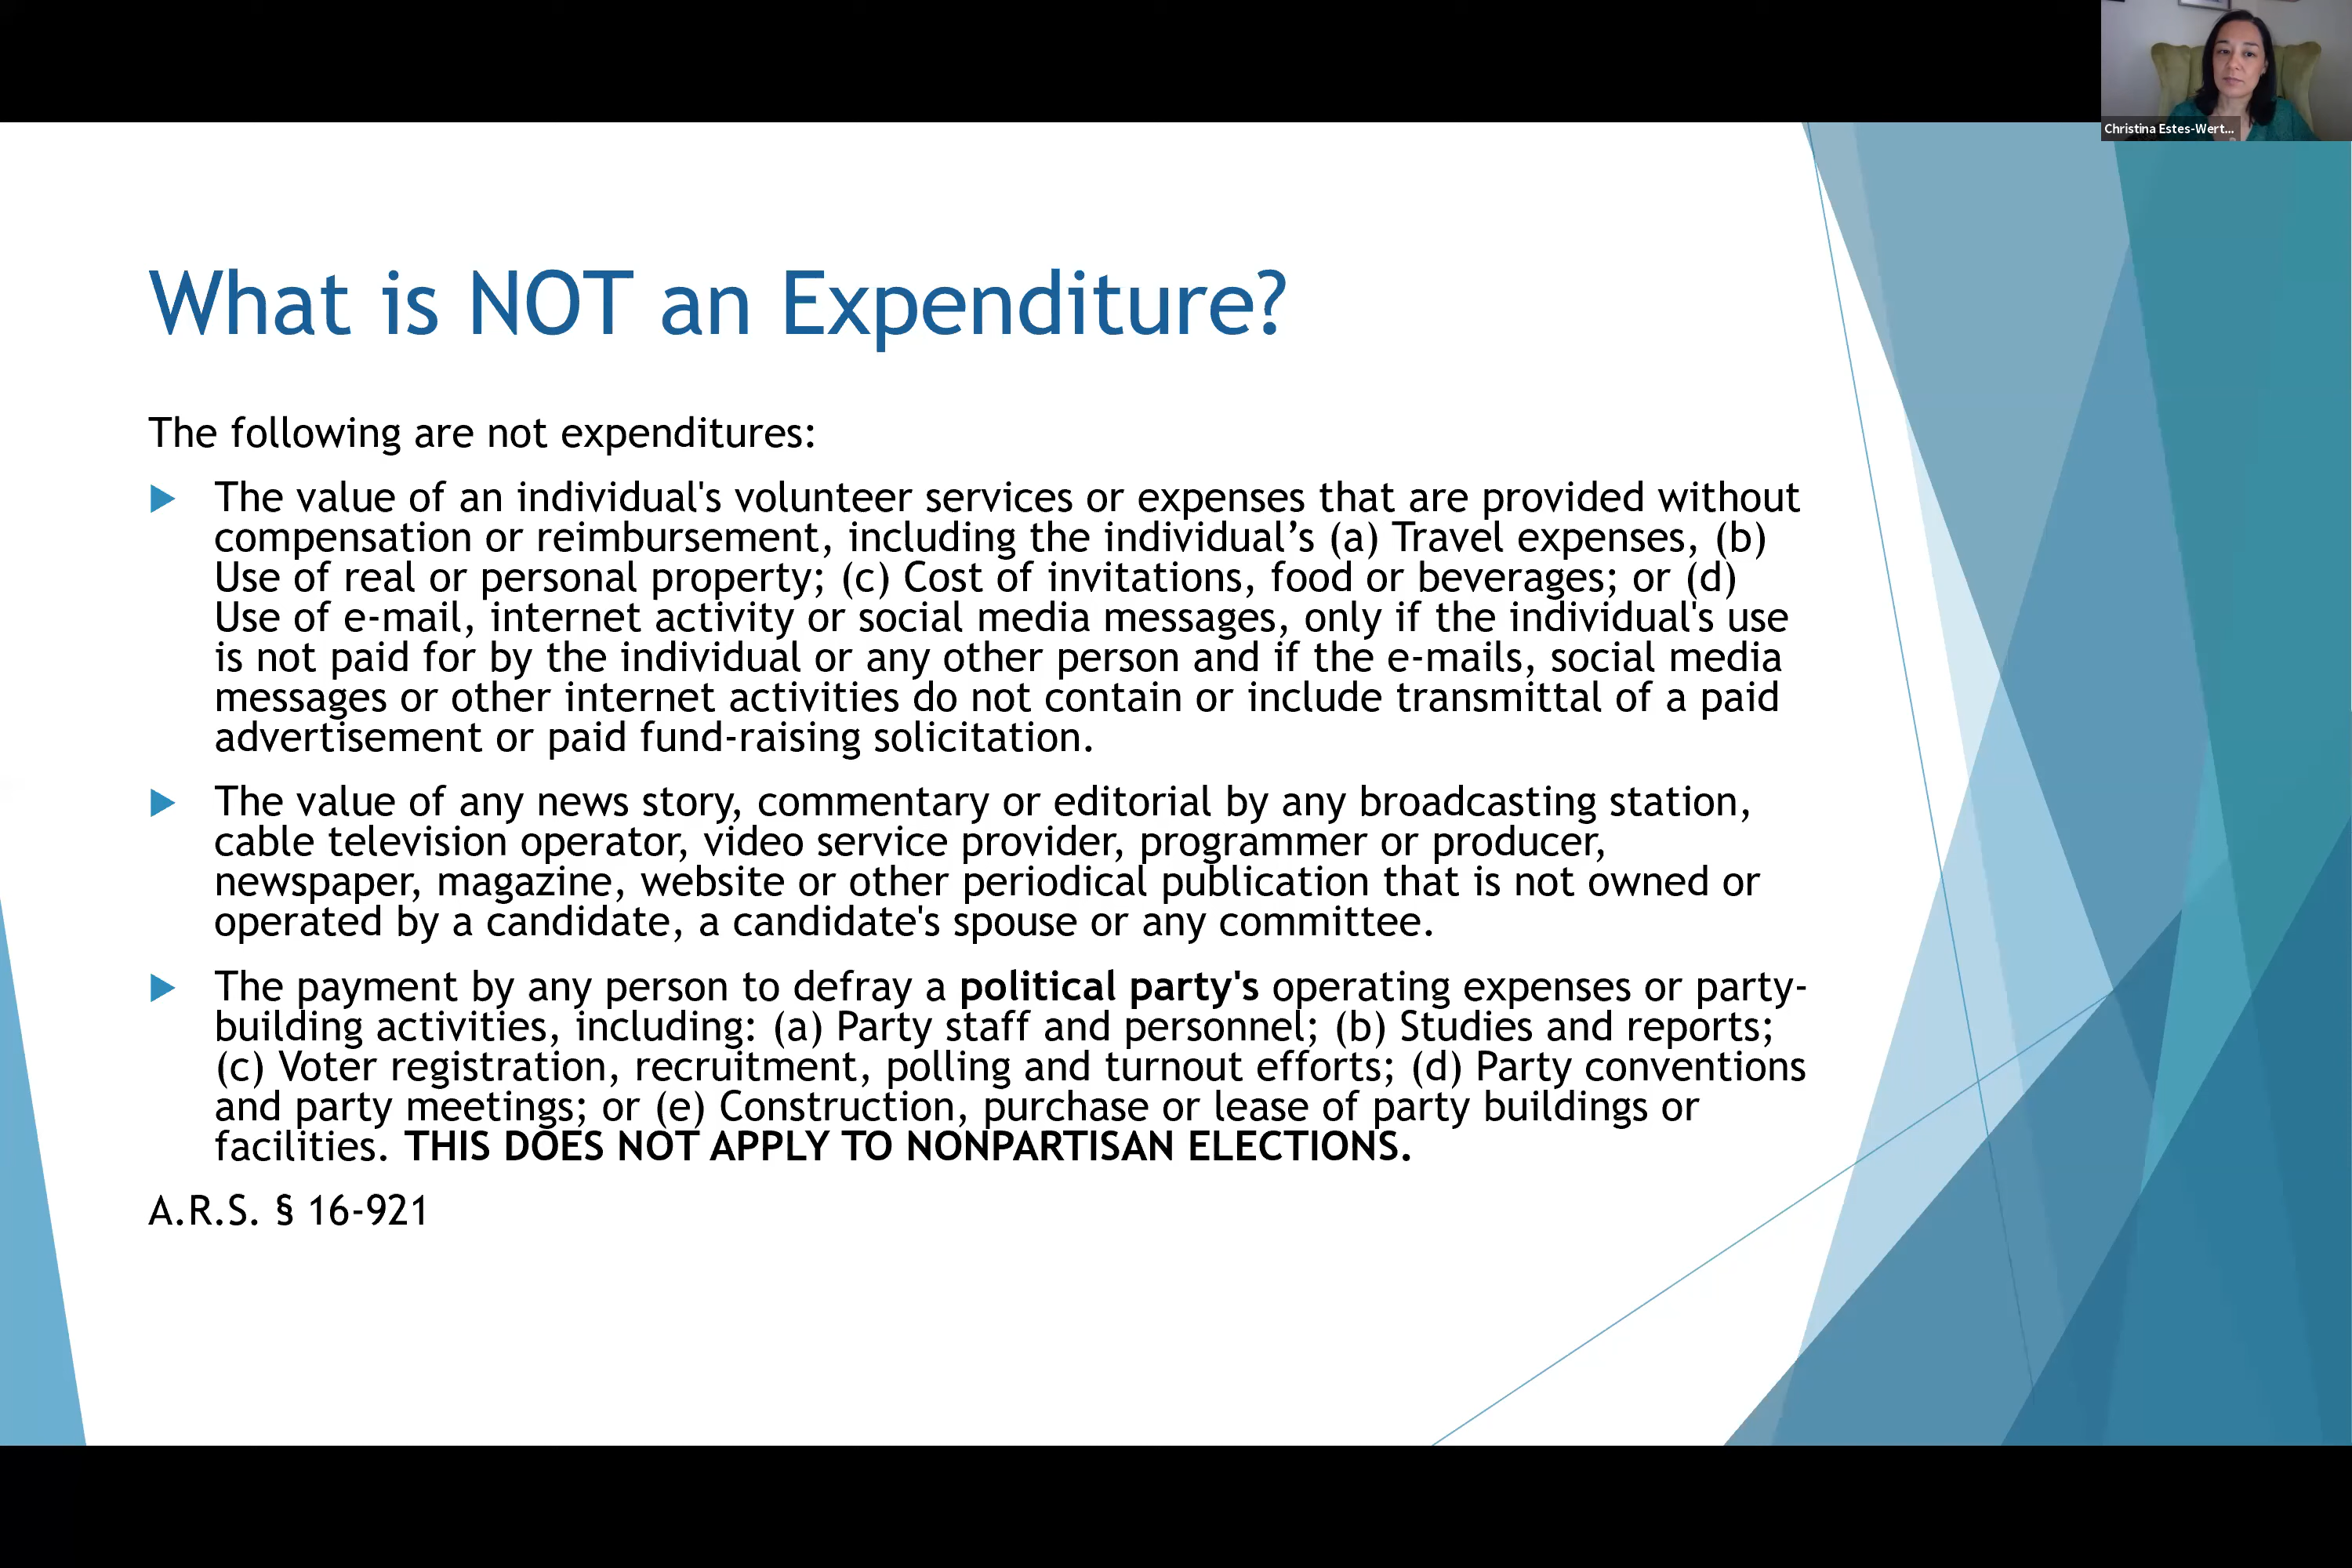 Christina Estes-Wert...
What is NOT an Expenditure?
The following are not expenditures:
The value of an individual's volunteer services or expenses that are provided without
compensation or reimbursement, including the individual’s (a) Travel expenses, (b)
Use of real or personal property; (c) Cost of invitations, food or beverages; or (d)
Use of e-mail, internet activity or social media messages, only if the individual's use
is not paid for by the individual or any other person and if the e-mails, social media
messages or other internet activities do not contain or include transmittal of a paid
advertisement or paid fund-raising solicitation.
The value of any news story, commentary or editorial by any broadcasting station,
cable television operator, video service provider, programmer or producer,
newspaper, magazine, website or other periodical publication that is not owned or
operated by a candidate, a candidate's spouse or any committee.
The payment by any person to defray a political party's operating expenses or party-
building activities, including: (a) Party staff and personnel; (b) Studies and reports;
(c) Voter registration, recruitment, polling and turnout efforts; (d) Party conventions
and party meetings; or (e) Construction, purchase or lease of party buildings or
facilities. THIS DOES NOT APPLY TO NONPARTISAN ELECTIONS.
A.R.S. § 16-921